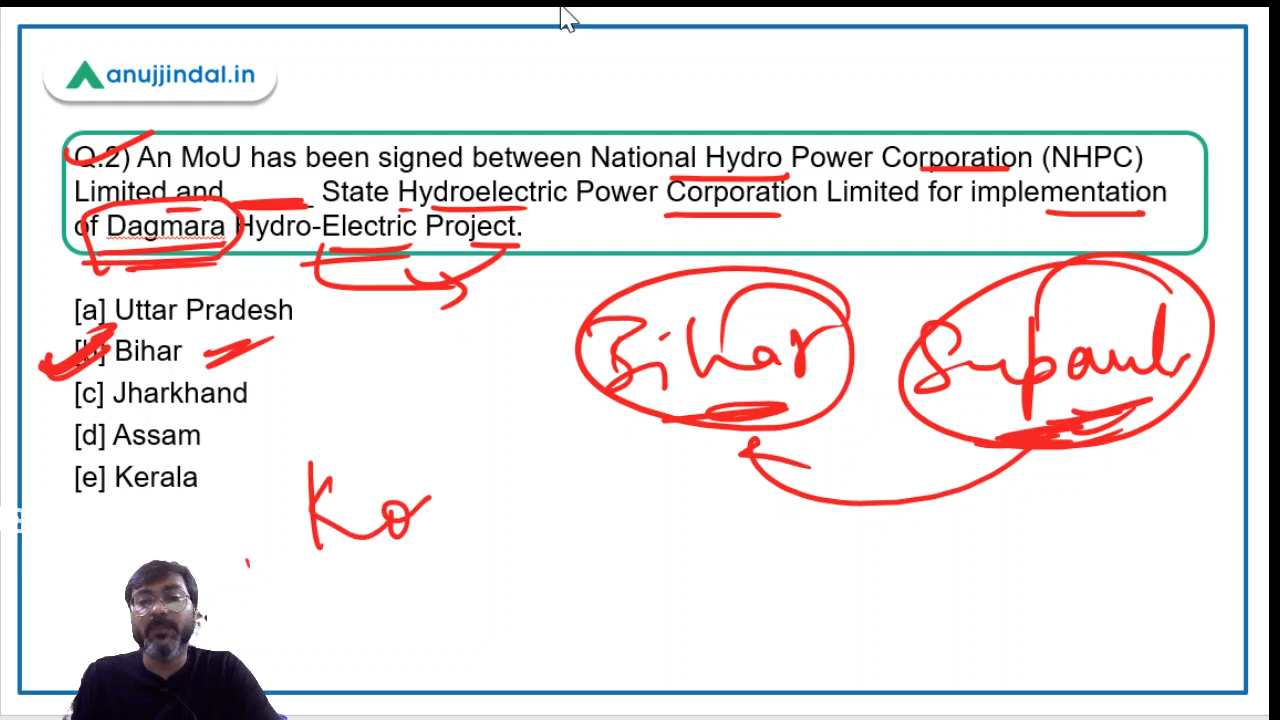 anujjindal.in
Q.2) An MoU has been signed between National Hydro Power Corporation (NHPC)
Limited and ______ State Hydroelectric Power Corporation Limited for implementation
of Dagmara Hydro-Electric Project.
[a] Uttar Pradesh
[b] Bihar
[c] Jharkhand
[d] Assam
[e] Kerala
Bihar
Supaul
Ko